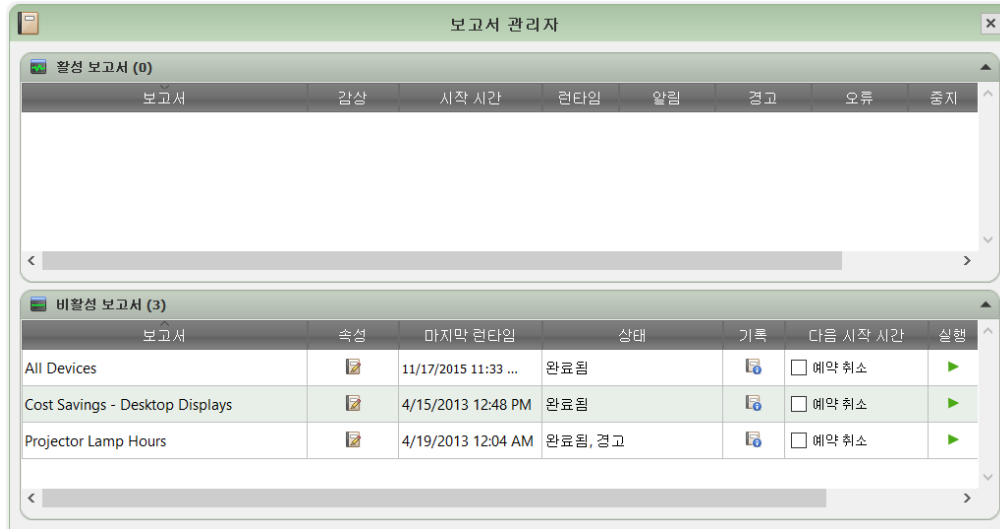 보고서 관리자
활성 보고서 (0)
보고서 감상 시작 시간 런타임 알림 경고 오류 중지
비활성 보고서 (3)
보고서 속성 마지막 런타임 상태 기록 다음 시작 시간 실행
All Devices 11/17/2015 11:33 ... 완료됨 예약 취소
Cost Savings - Desktop Displays 4/15/2013 12:48 PM 완료됨 예약 취소
Projector Lamp Hours 4/19/2013 12:04 AM 완료됨, 경고 예약 취소